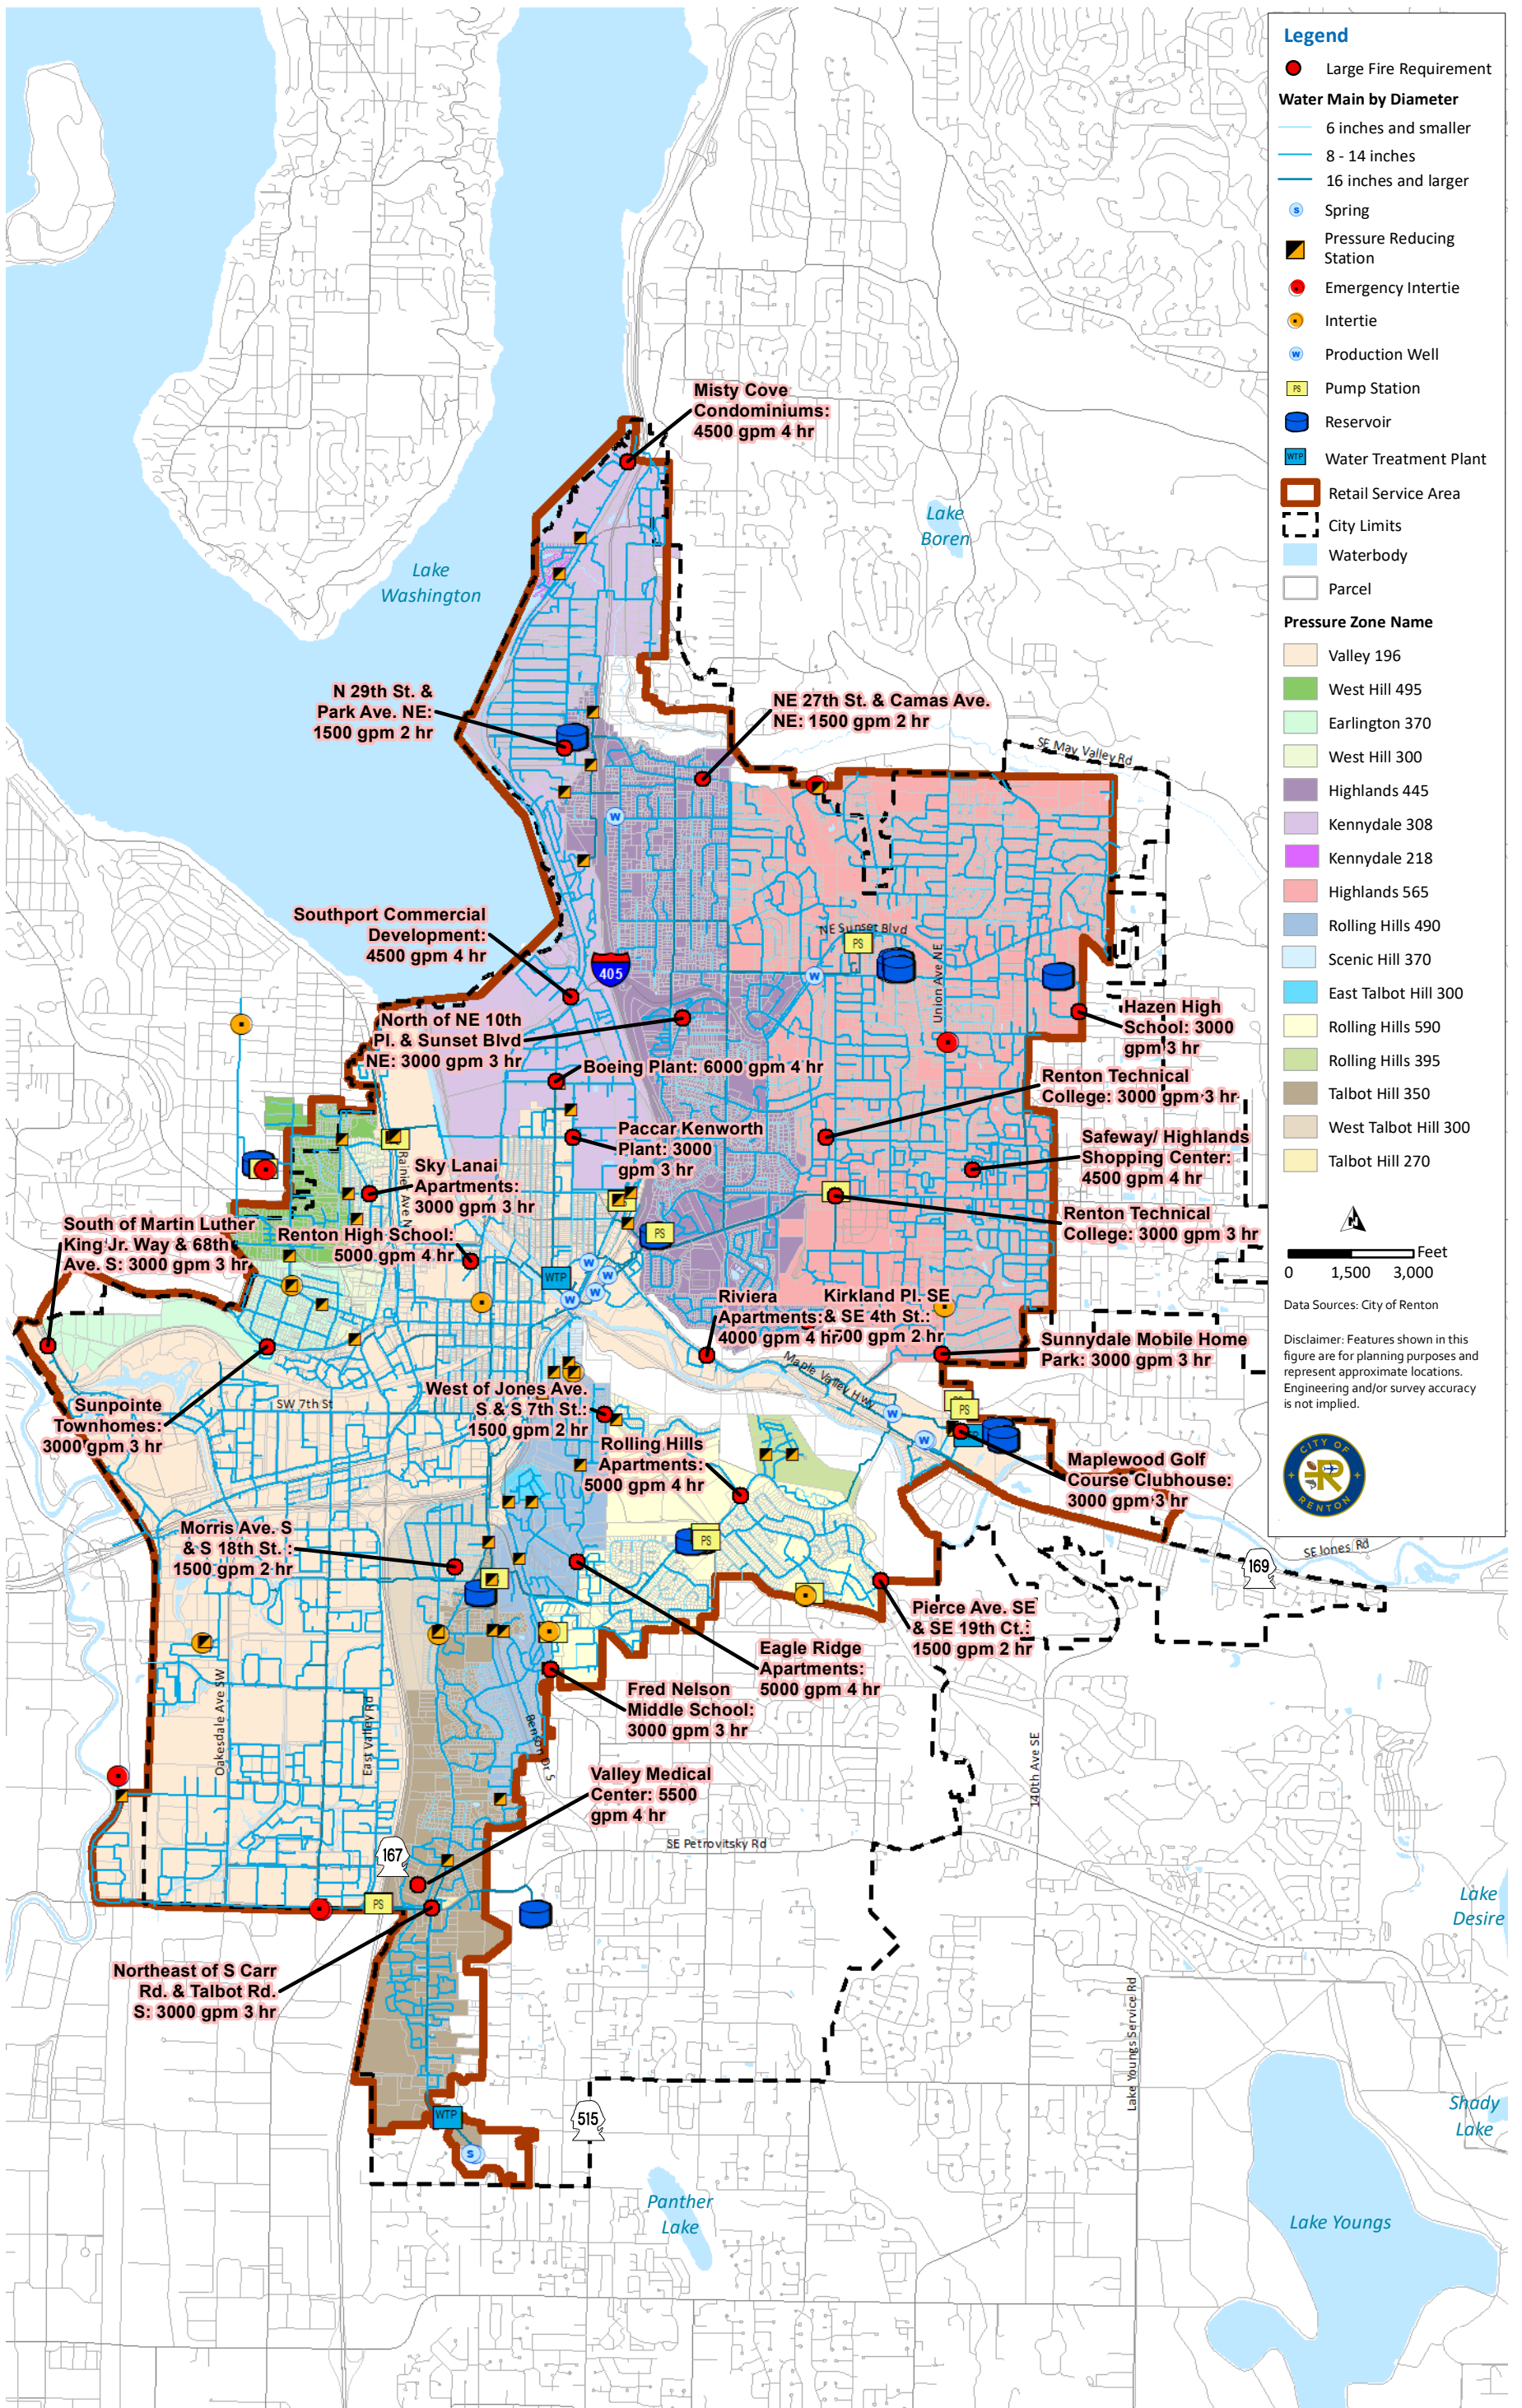 Legend
Large Fire Requirement
Water Main by Diameter
6 inches and smaller
8 - 14 inches
16 inches and larger
S
Spring
Pressure Reducing
Station
Emergency Intertie
Intertie
W
Production Well
PS
Pump Station
Reservoir
WTP
Water Treatment Plant
Retail Service Area
City Limits
Waterbody
Parcel
Pressure Zone Name
Valley 196
West Hill 495
Earlington 370
West Hill 300
Highlands 445
Kennydale 308
Kennydale 218
Highlands 565
Rolling Hills 490
Scenic Hill 370
East Talbot Hill 300
Rolling Hills 590
Rolling Hills 395
Talbot Hill 350
West Talbot Hill 300
Talbot Hill 270
Feet
0 1,500 3,000
Data Sources: City of Renton
Disclaimer: Features shown in this
figure are for planning purposes and
represent approximate locations.
Engineering and/or survey accuracy
is not implied.
CITY OF
R
RENTON
Misty Cove
Condominiums:
4500 gpm 4 hr
Lake
Boren
Lake
Washington
N 29th St. &
Park Ave. NE:
1500 gpm 2 hr
NE 27th St. & Camas Ave.
NE: 1500 gpm 2 hr
SE May Valley Rd
W
Southport Commercial
Development:
4500 gpm 4 hr
NE Sunset Blvd
PS
405
W
Union Ave NE
North of NE 10th
Pl. & Sunset Blvd
NE: 3000 gpm 3 hr
Hazen High
School: 3000
gpm 3 hr
Boeing Plant: 6000 gpm 4 hr
Renton Technical
College: 3000 gpm 3 hr
Paccar Kenworth
Plant: 3000
gpm 3 hr
Safeway/ Highlands
Shopping Center:
4500 gpm 4 hr
Sky Lanai
Apartments:
3000 gpm 3 hr
Renton Technical
College: 3000 gpm 3 hr
South of Martin Luther
King Jr. Way & 68th
Ave. S: 3000 gpm 3 hr
Renton High School:
5000 gpm 4 hr
PS
WTP
W
W
W
W
Riviera
Apartments:
4000 gpm 4 hr
Kirkland Pl. SE
& SE 4th St.:
Sunnydale Mobile Home
Park: 3000 gpm 3 hr
Maple Valley Hwy
SW 7th St
Sunpointe
Townhomes:
3000 gpm 3 hr
West of Jones Ave.
S & S 7th St.:
1500 gpm 2 hr
W
PS
W
Rolling Hills
Apartments:
5000 gpm 4 hr
Maplewood Golf
Course Clubhouse:
3000 gpm 3 hr
Morris Ave. S
& S 18th St. :
1500 gpm 2 hr
PS
SE Jones Rd
169
Pierce Ave. SE
& SE 19th Ct.:
1500 gpm 2 hr
Eagle Ridge
Apartments:
5000 gpm 4 hr
Fred Nelson
Middle School:
3000 gpm 3 hr
Oakesdale Ave SW
East Valley Rd
Benson Dr S
140th Ave SE
Valley Medical
Center: 5500
gpm 4 hr
SE Petrovitsky Rd
167
PS
Lake
Desire
Northeast of S Carr
Rd. & Talbot Rd.
S: 3000 gpm 3 hr
Lake Youngs Service Rd
WTP
515
S
Shady
Lake
Panther
Lake
Lake Youngs